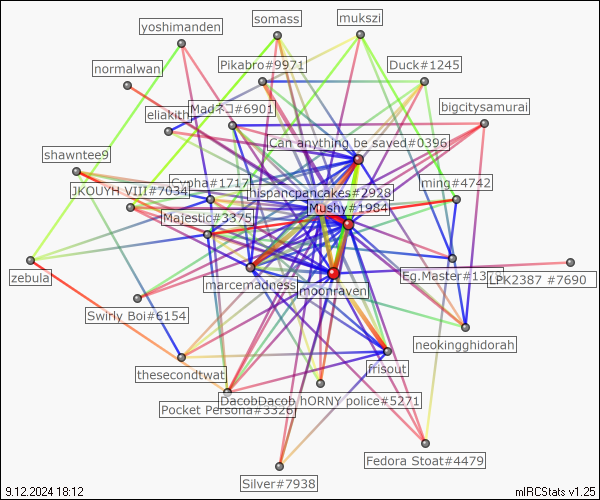 somass
mukszi
yoshimanden
Pikabro#9971
Duck#1245
normalwan
bigcitysamurai
Madネコ#6901
eliakith
Can anything be saved#0396
shawntee9
Cypha#1717
ming#4742
JKOUYH VIII#7034
hispancpancakes#2928
Mushy#1984
Majestic#3375
zebula
marcemadness
moonraven
Eg.Master#13
LPK2387 #7690
Swirly Boi#6154
neokingghidorah
thesecondtwat
frisout
DacobDacob hORNY police#5271
Pocket Persona#3326
Fedora Stoat#4479
Silver#7938
9.12.2024 18:12
mIRCStats v1.25